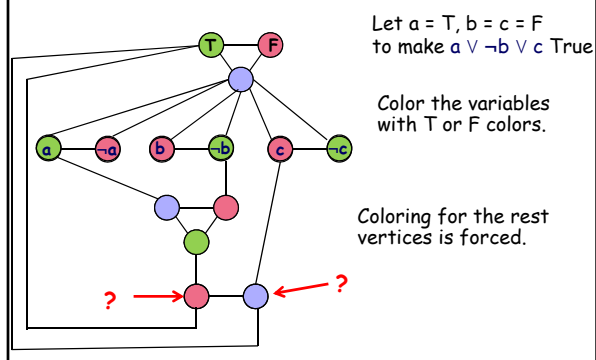 Let a = T, b = c = F
to make a ∨ ¬b ∨ c True
T F
Color the variables
with T or F colors.
a ¬a b ¬b c ¬c
Coloring for the rest
vertices is forced.
? ?